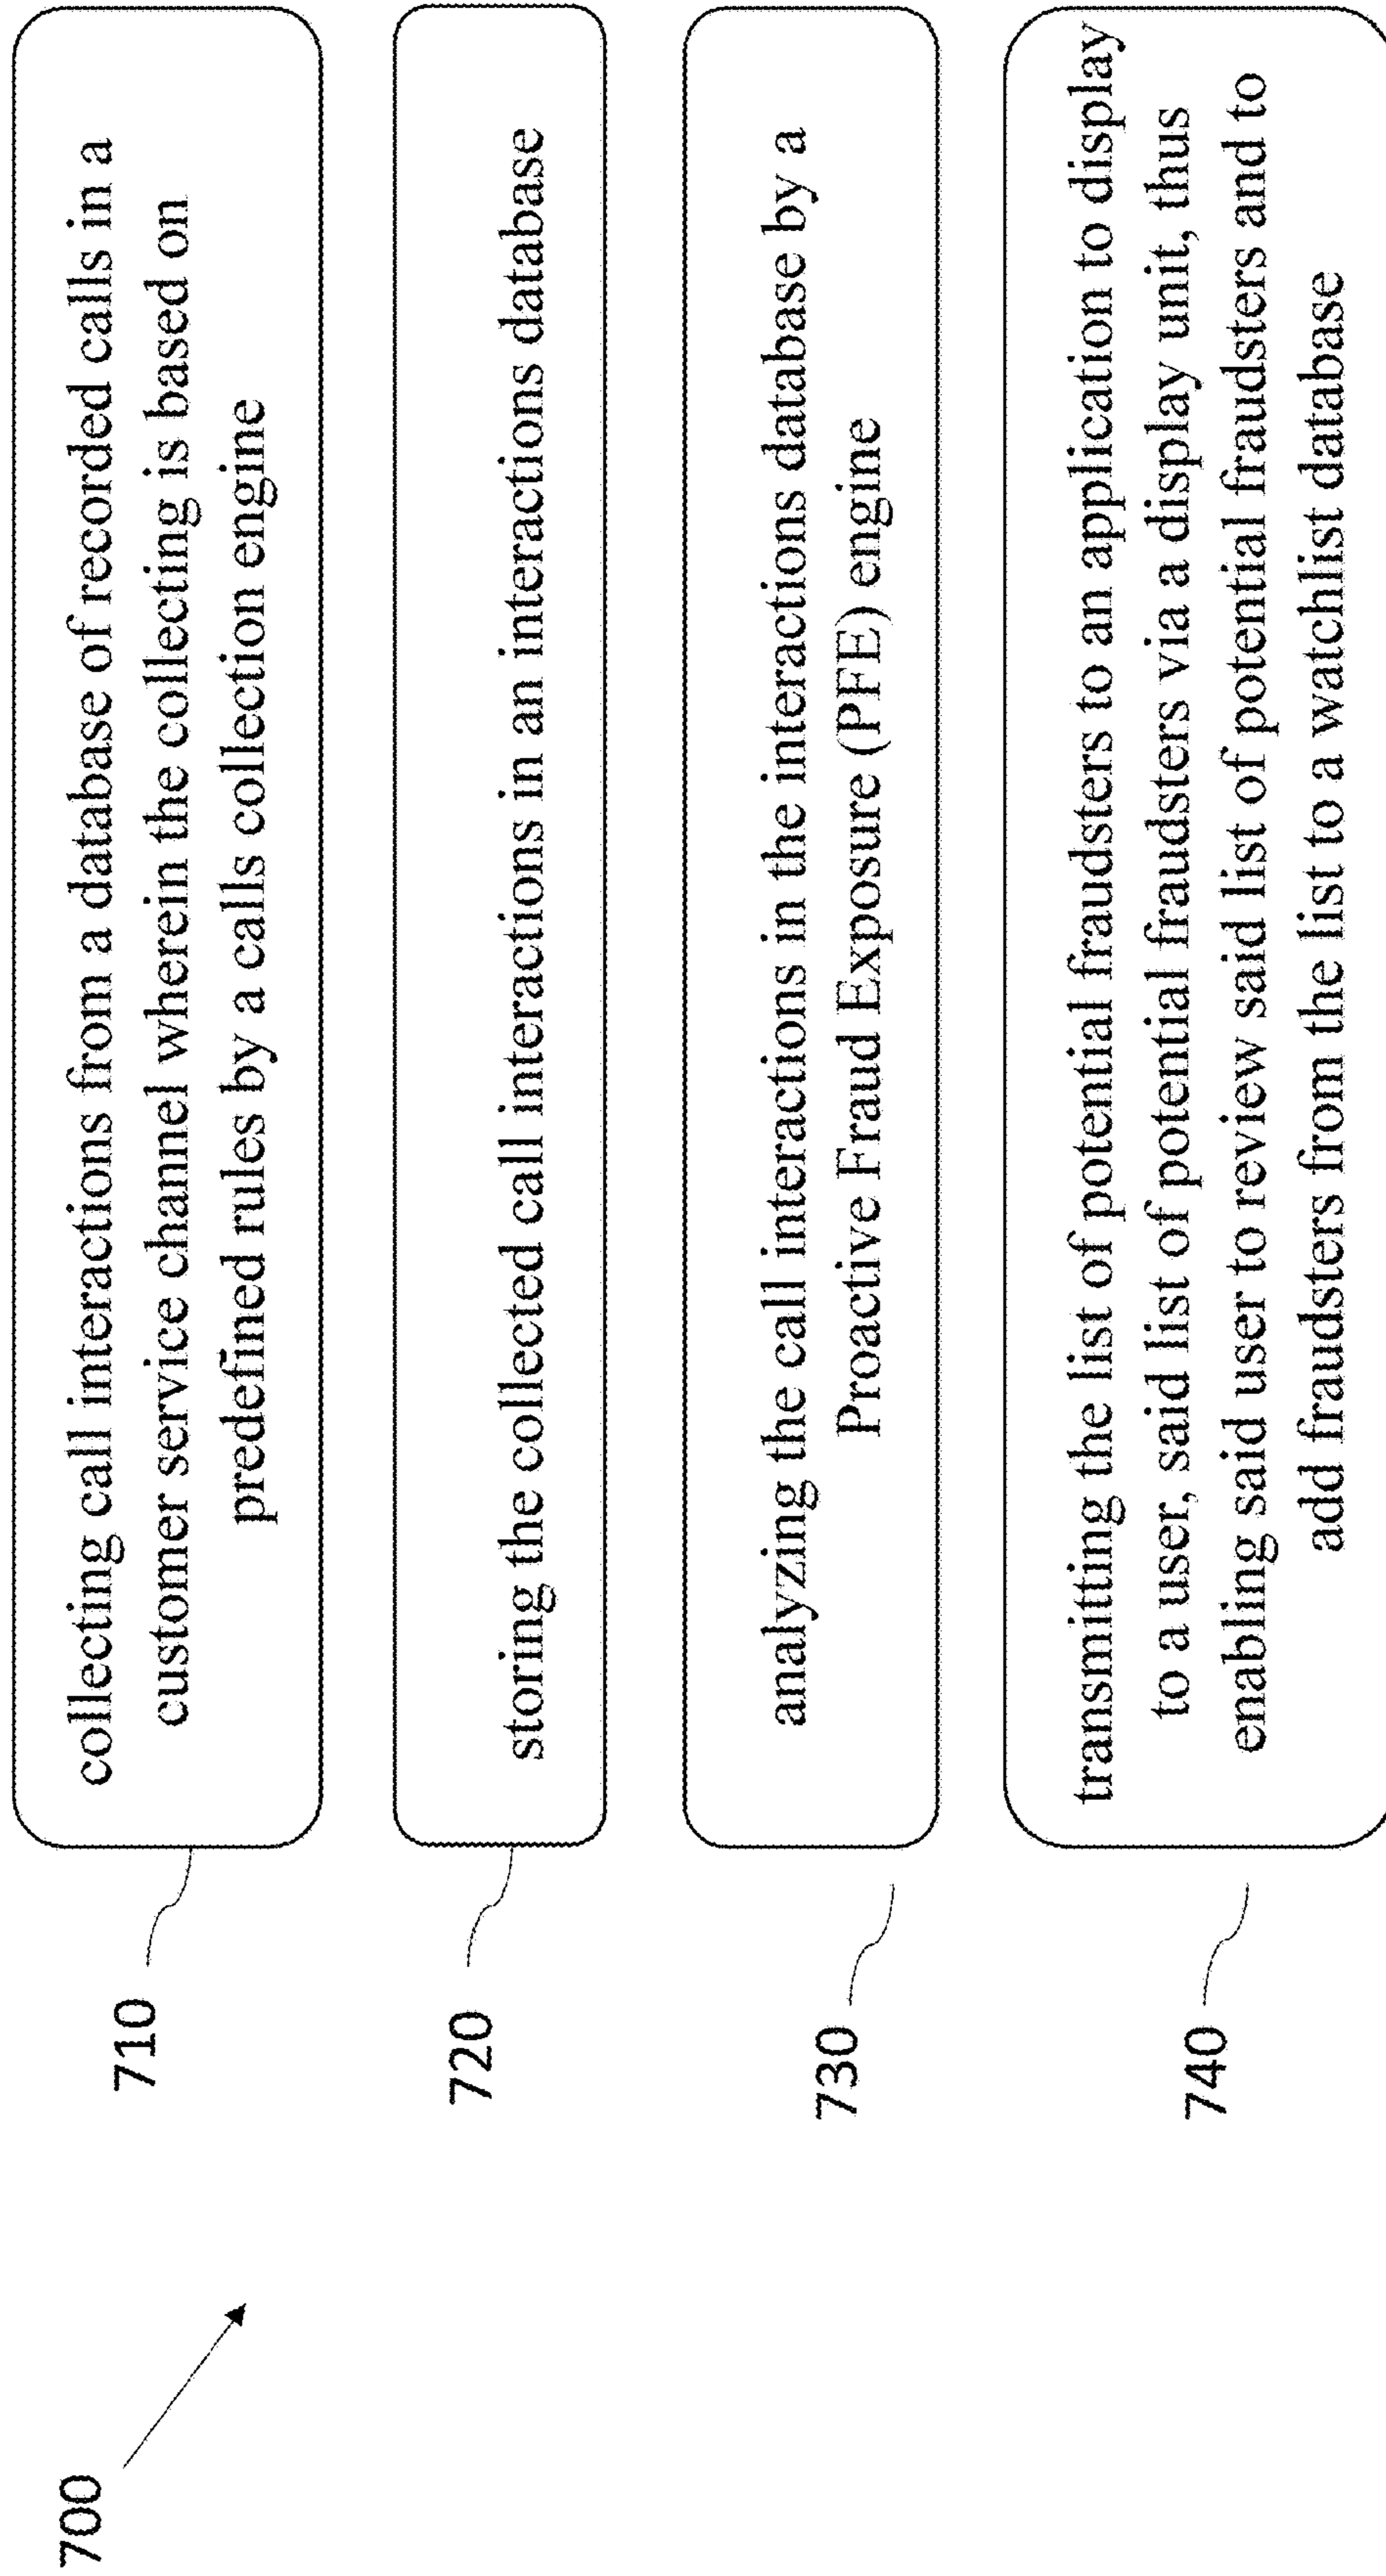 700
710
collecting call interactions from a database of recorded calls in a
customer service channel wherein the collecting is based on
predefined rules by a calls collection engine
720
storing the collected call interactions in an interactions database
730
analyzing the call interactions in the interactions database by a
Proactive Fraud Exposure (PFE) engine
740
transmitting the list of potential fraudsters to an application to display
to a user, said list of potential fraudsters via a display unit, thus
enabling said user to review said list of potential fraudsters and to
add fraudsters from the list to a watchlist database